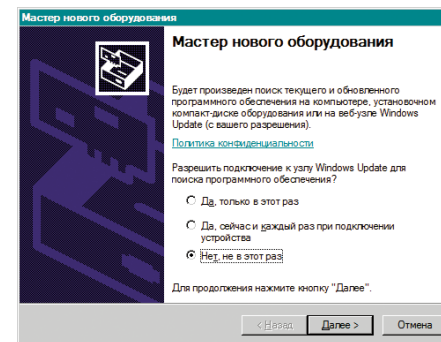 Мастер нового оборудования
Мастер нового оборудования
Будет произведен поиск текущего и обновленного
программного обеспечения на компьютере, установочном
компакт-диске оборудования или на веб-узле Windows
Update (с вашего разрешения).
Политика конфиденциальности
Разрешить подключение к узлу Windows Update для
поиска программного обеспечения?
Да, только в этот раз
Да, сейчас и каждый раз при подключении
устройства
Нет, не в этот раз
Для продолжения нажмите кнопку "Далее".
< Назад Далее > Отмена